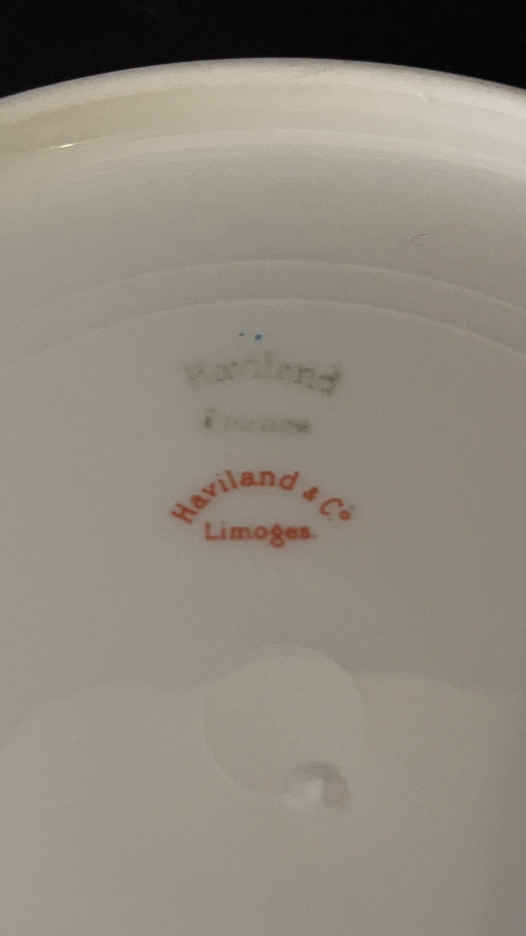 Haviland
France
Haviland & Co
Limoges.